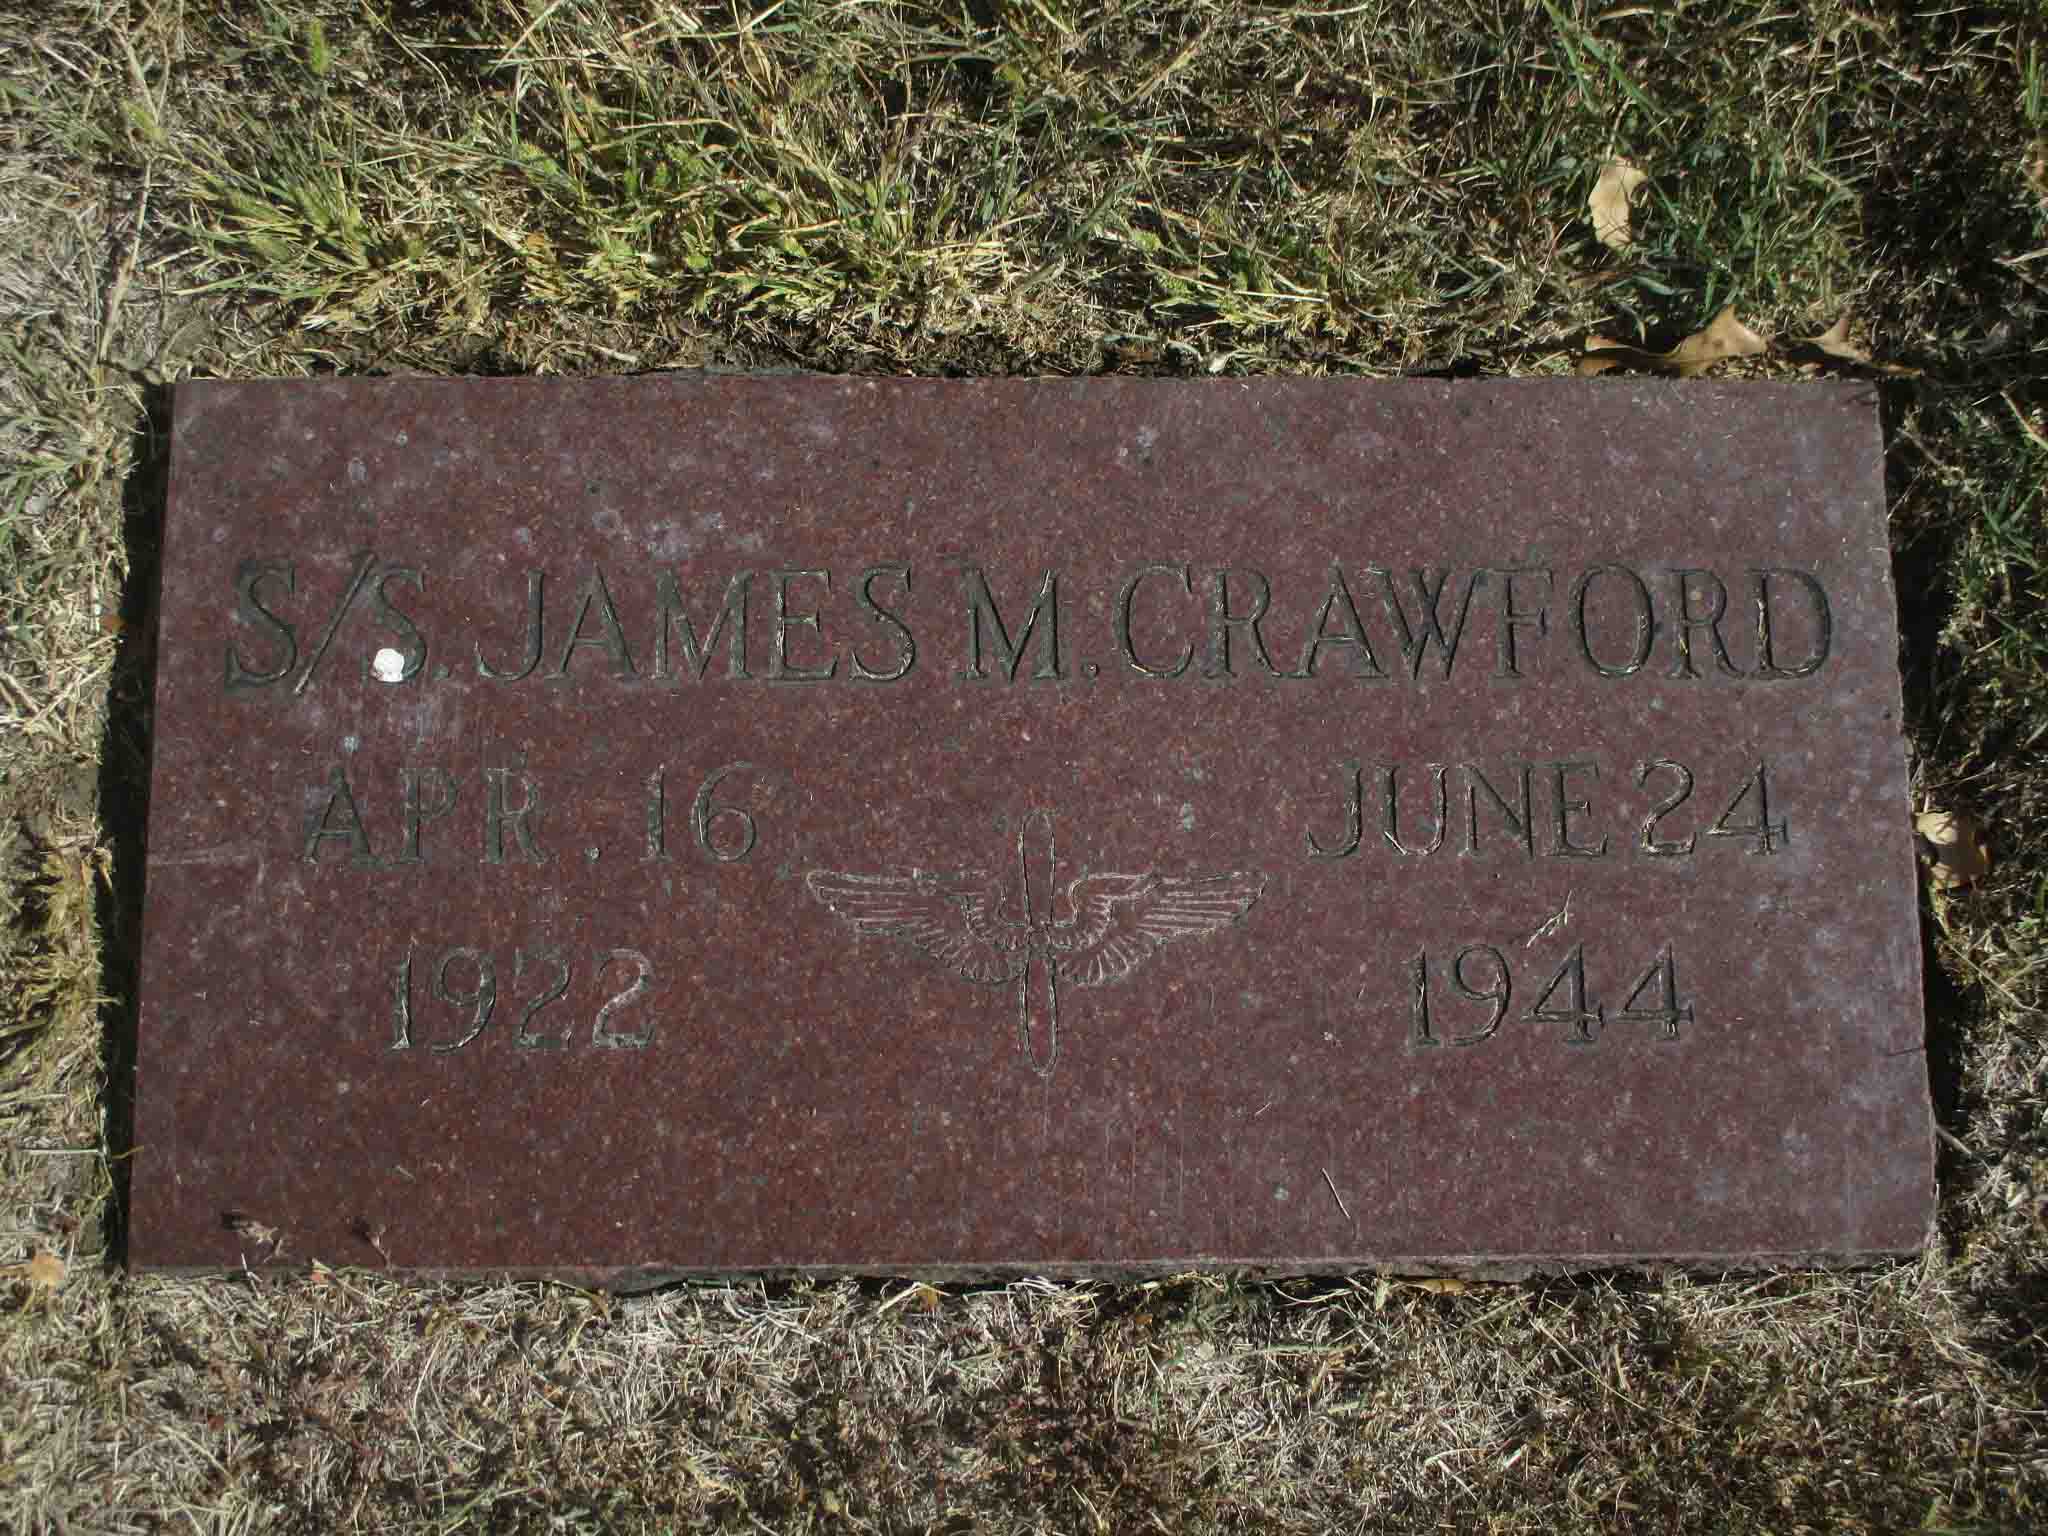 S/S. JAMES M. CRAWFORD
APR. 16 JUNE 24
1922 1944